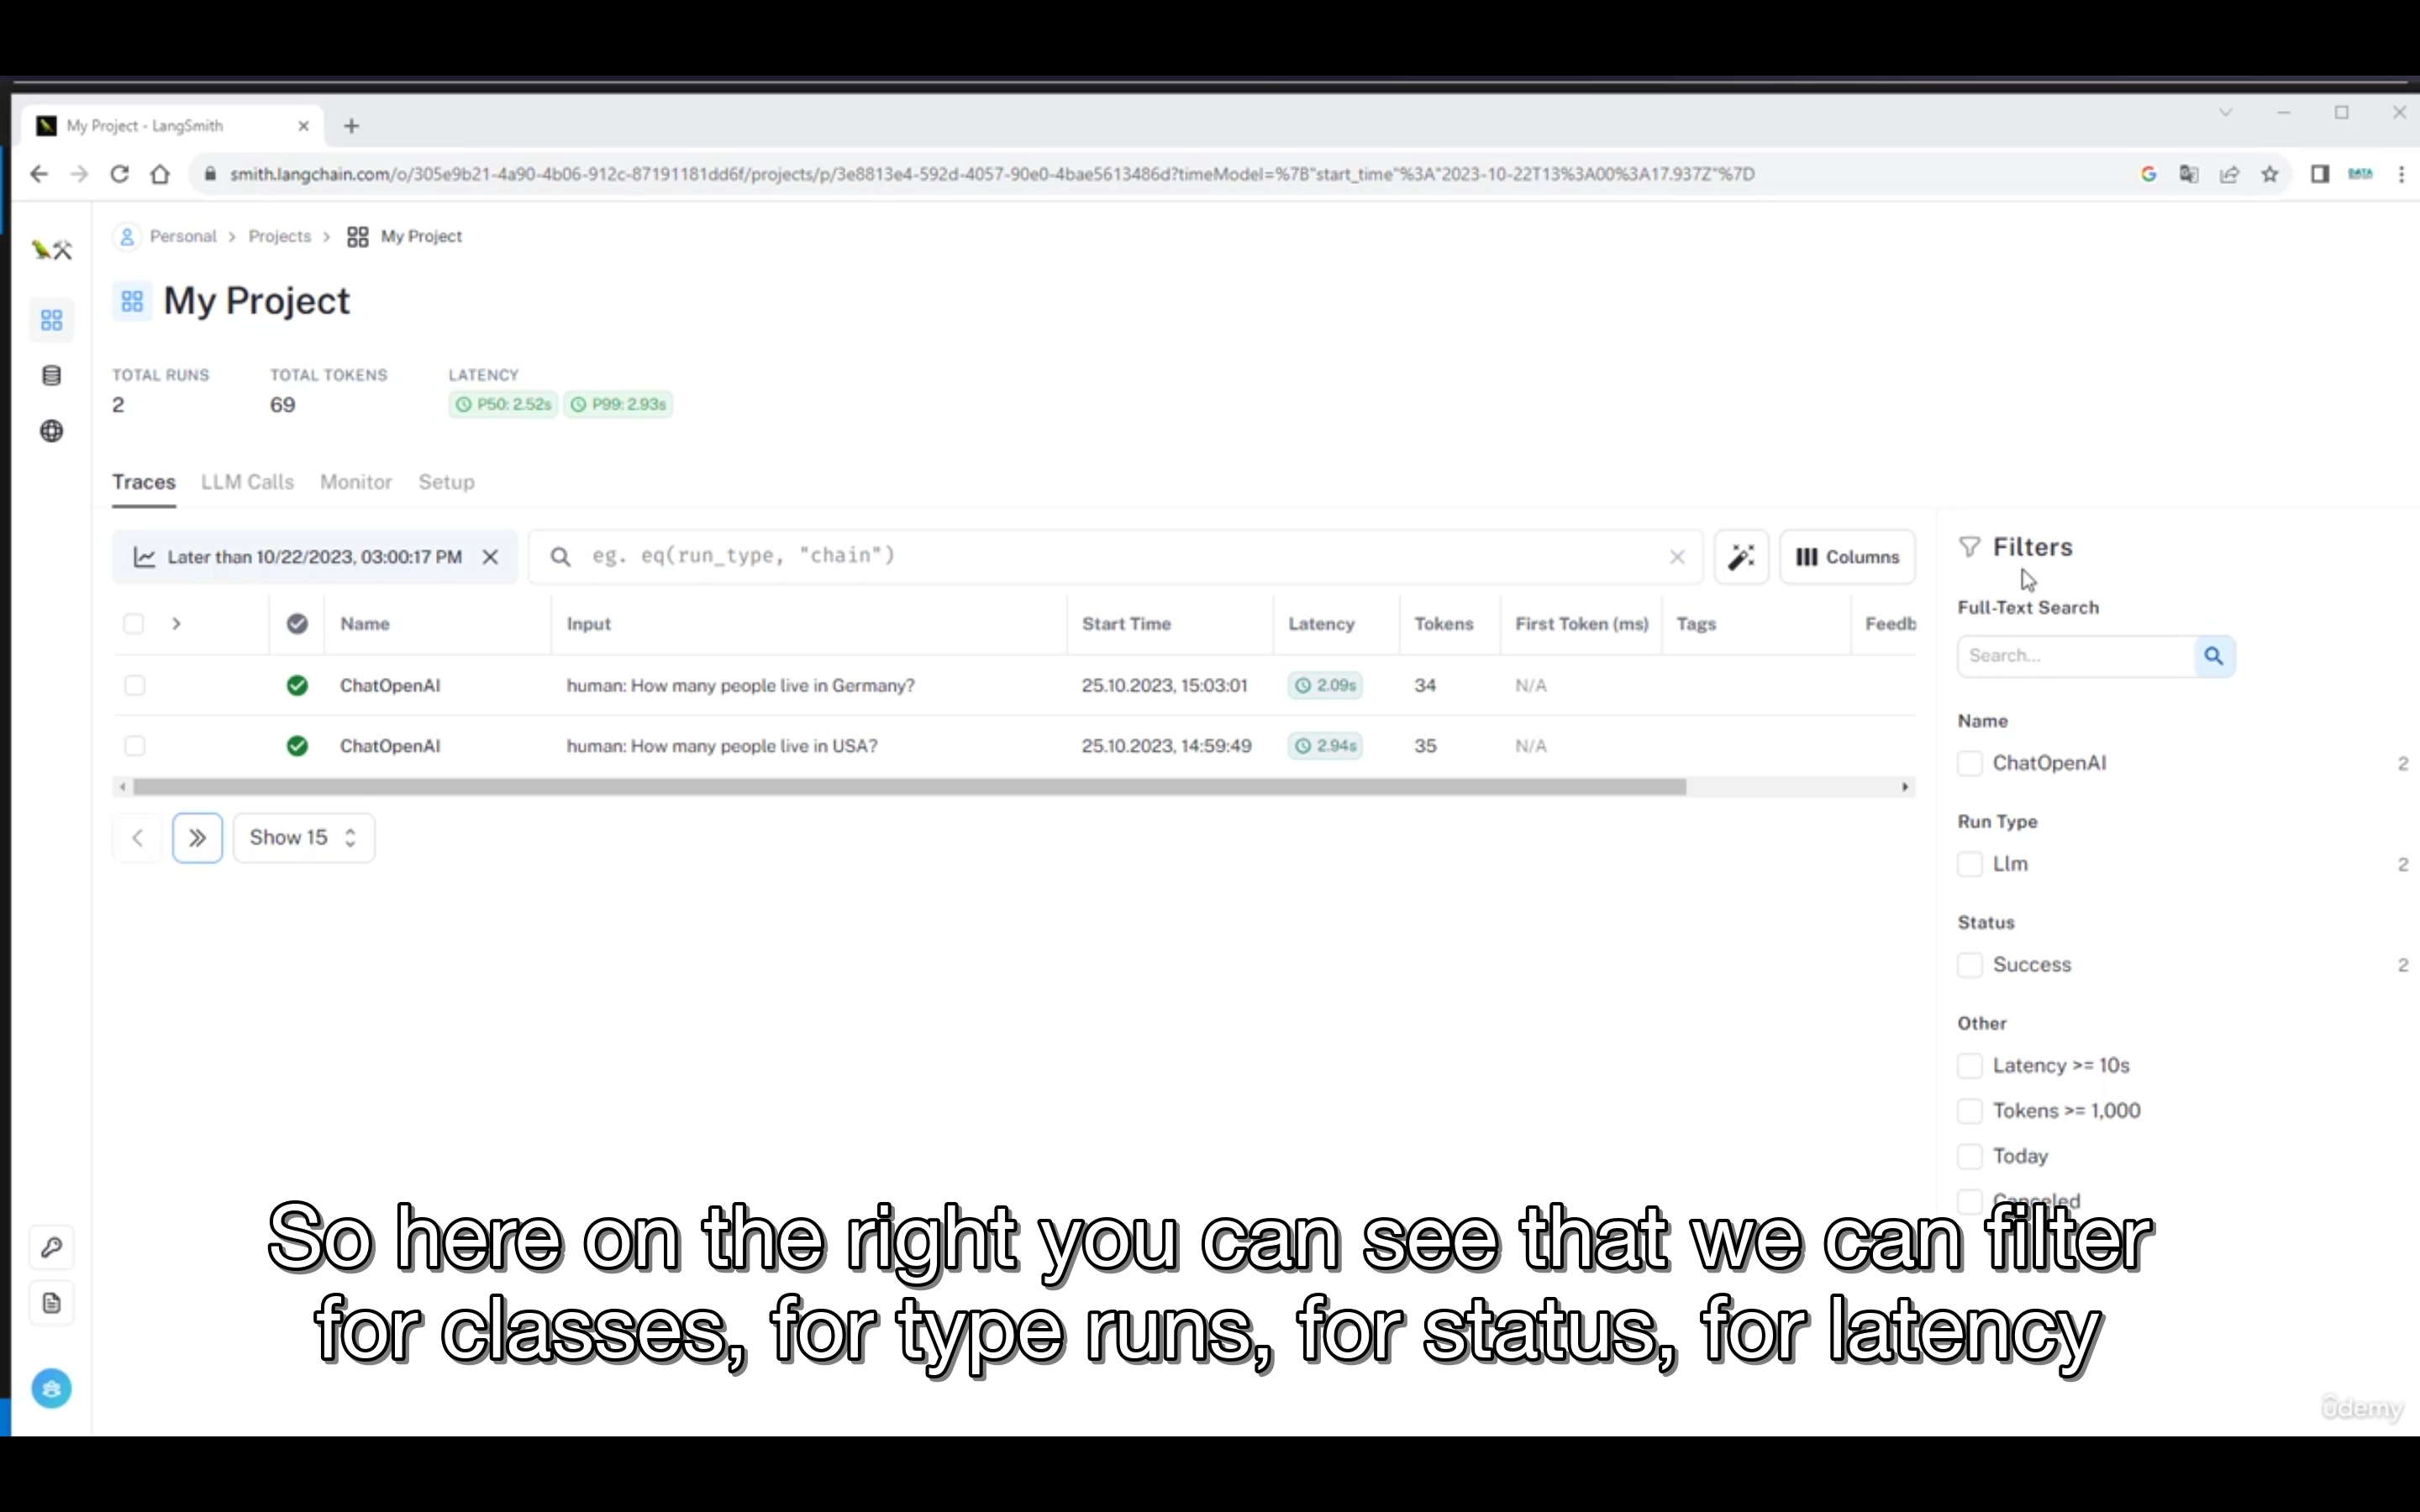 My Project - LangSmith
smith.langchain.com/o/305e9b21-4a90-4b06-912c-87191181dd6f/projects/p/3e8813e4-592d-4057-90e0-4bae5613486d?timeModel=%7B"start_time"%3A"2023-10-22T13%3A00%3A17.937Z"%7D
DATA
Personal > Projects > My Project
My Project
TOTAL RUNS TOTAL TOKENS LATENCY
2 69 P50: 2.52s P99: 2.93s
Traces LLM Calls Monitor Setup
Later than 10/22/2023, 03:00:17 PM eg. eq(run_type, "chain") Columns
Name Input Start Time Latency Tokens First Token (ms) Tags Feedb
ChatOpenAI human: How many people live in Germany? 25.10.2023, 15:03:01 2.09s 34 N/A
ChatOpenAI human: How many people live in USA? 25.10.2023, 14:59:49 2.94s 35 N/A
Show 15
Filters
Full-Text Search
Search...
Name
ChatOpenAI 2
Run Type
Llm 2
Status
Success 2
Other
Latency >= 10s
Tokens >= 1,000
Today
Canceled
So here on the right you can see that we can filter
for classes, for type runs, for status, for latency
ûdemy